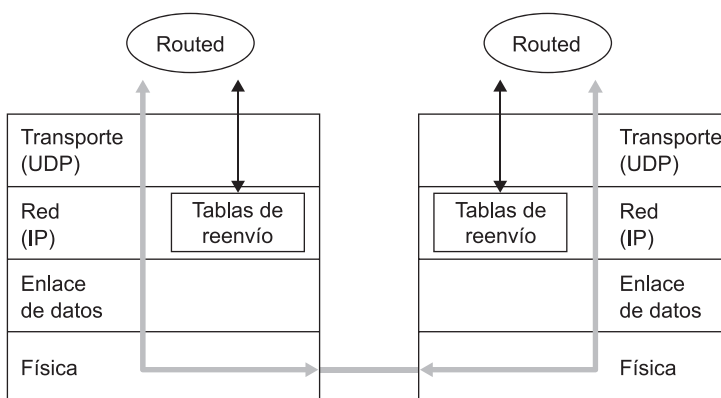 Routed
Routed
Transporte
(UDP)
Transporte
(UDP)
Red
(IP)
Tablas de
reenvío
Tablas de
reenvío
Red
(IP)
Enlace
de datos
Enlace
de datos
Física
Física